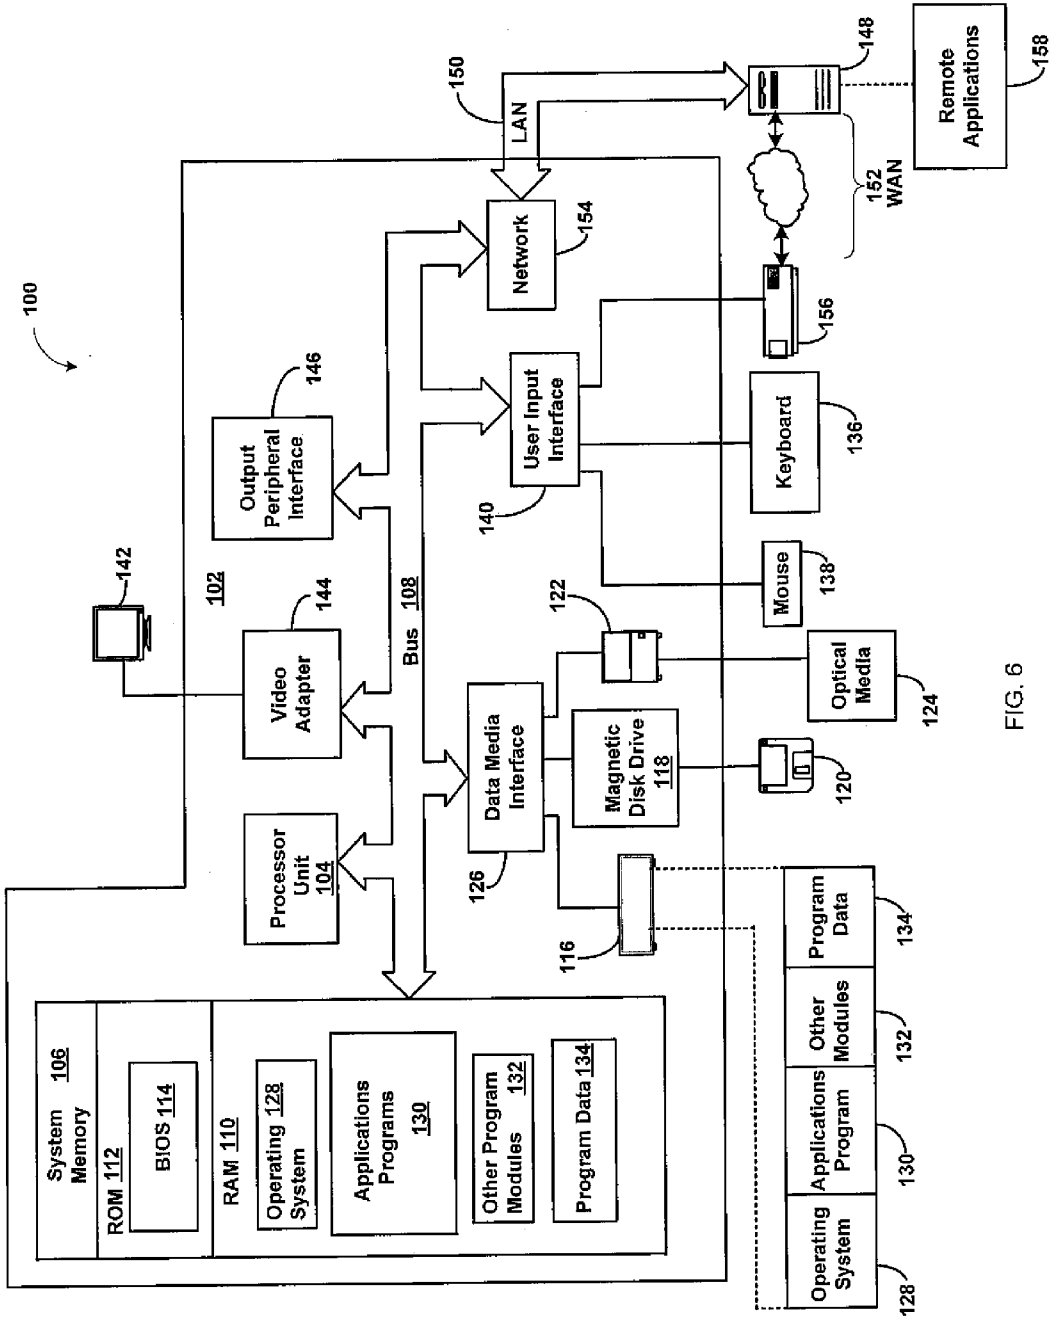 100
142
102
146
Output
Peripheral
Interface
144
Video
Adapter
Processor
Unit
104
System
Memory
106
ROM 112
BIOS 114
RAM 110
Operating
System
128
Applications
Programs
130
Other Program
Modules
132
Program Data 134
Bus 108
Network
154
LAN
150
148
152
WAN
Remote
Applications
158
156
User Input
Interface
140
Keyboard
136
Mouse
138
Data Media
Interface
126
122
Optical
Media
124
Magnetic
Disk Drive
118
120
116
Operating
System
128
Applications
Program
130
Other
Modules
132
Program
Data
134
FIG. 6